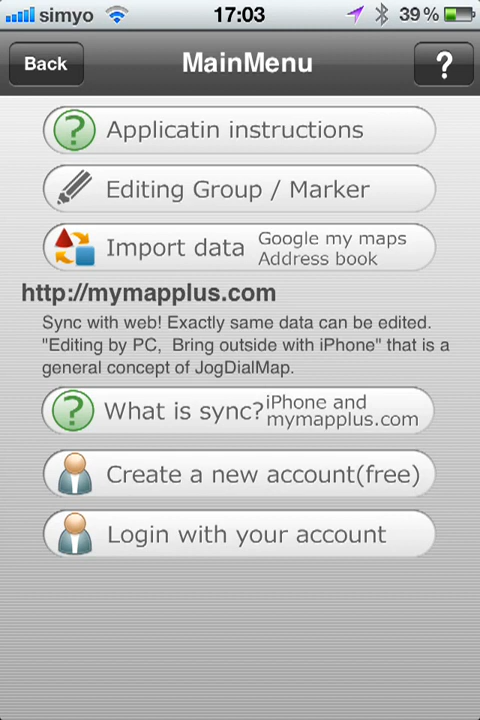 simyo 17:03 39%
Back MainMenu ?
? Applicatin instructions
Editing Group / Marker
Import data Google my maps
Address book
http://mymapplus.com
Sync with web! Exactly same data can be edited.
"Editing by PC, Bring outside with iPhone" that is a
general concept of JogDialMap.
? What is sync? iPhone and
mymapplus.com
Create a new account(free)
Login with your account